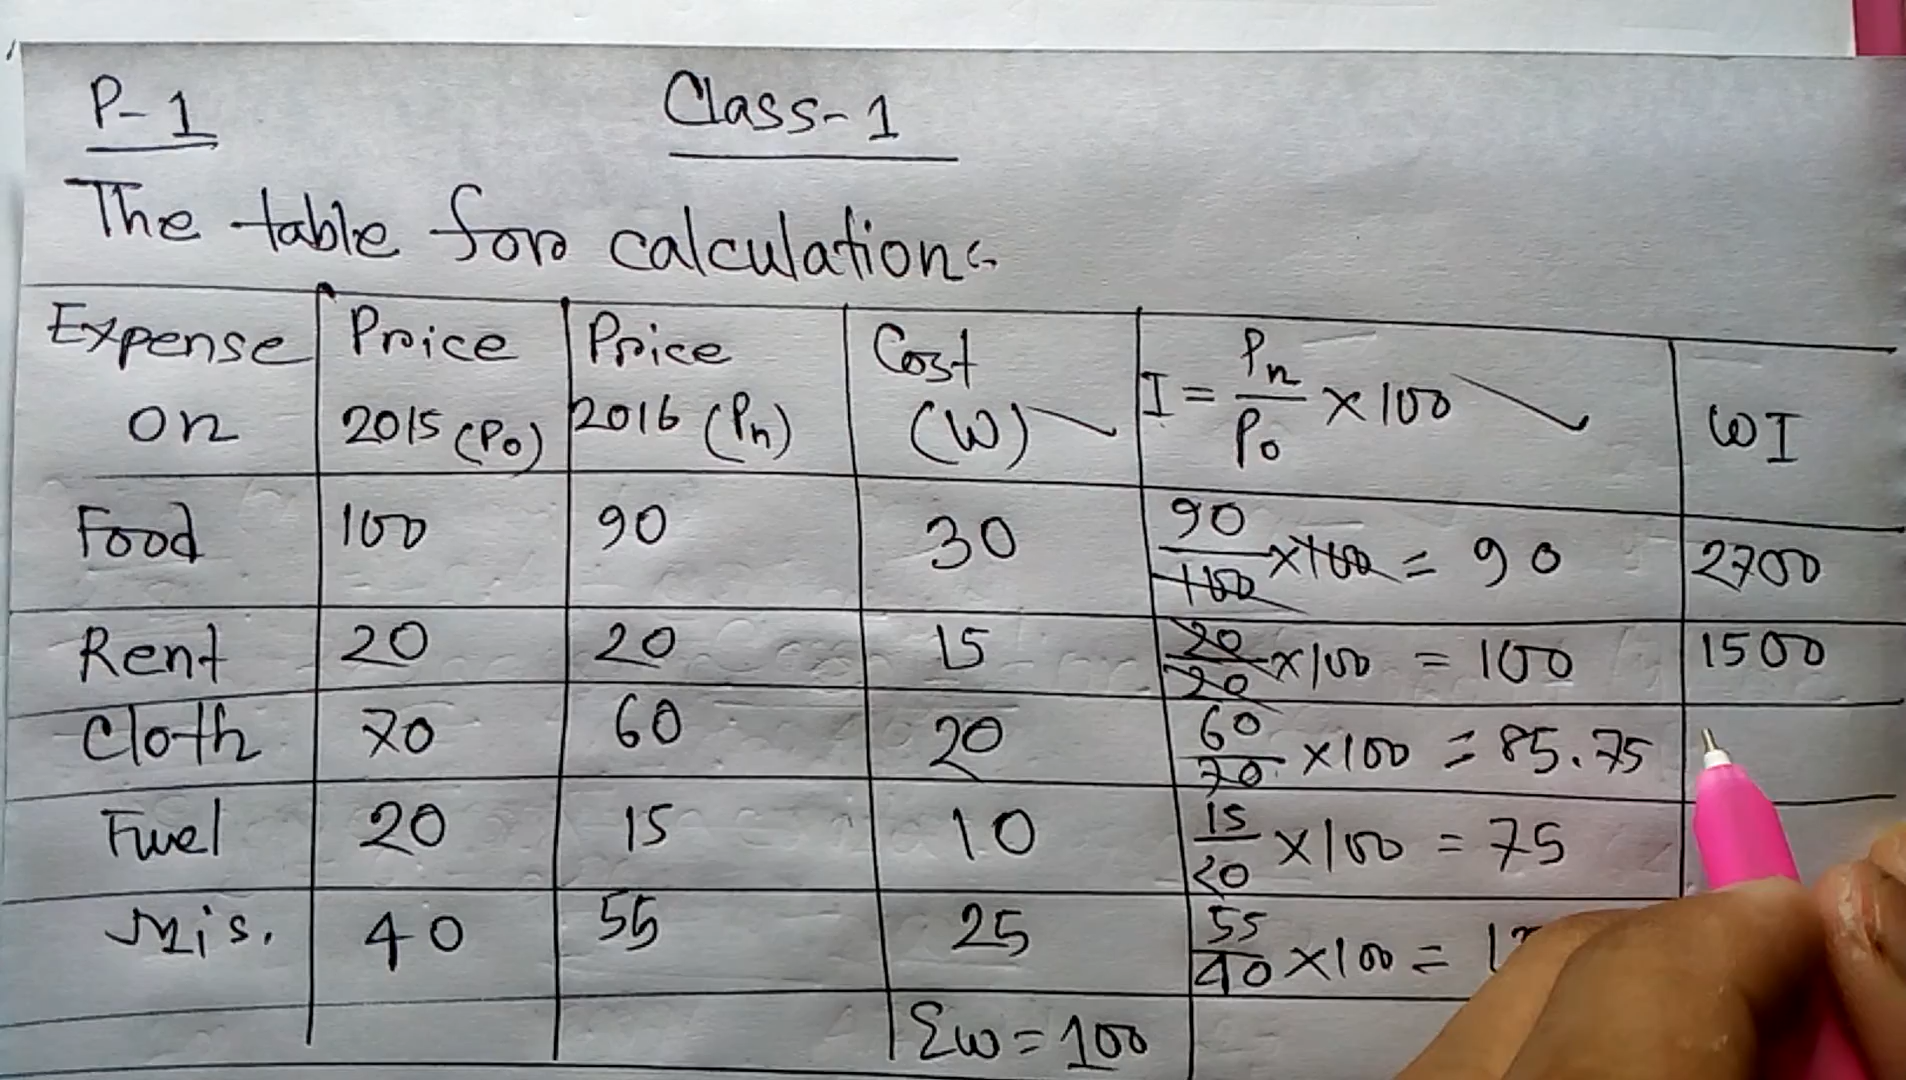 P-1
Class-1
The table for calculation:-
Expense on | Price 2015 (P0) | Price 2016 (Pn) | Cost (W) | I = Pn/P0 × 100 | WI
Food | 100 | 90 | 30 | 90/100 ×100 = 90 | 2700
Rent | 20 | 20 | 15 | 20/20 ×100 = 100 | 1500
Cloth | 70 | 60 | 20 | 60/70 ×100 = 85.75
Fuel | 20 | 15 | 10 | 15/20 ×100 = 75
Mis. | 40 | 55 | 25 | 55/40 ×100 = 1
Σw = 100